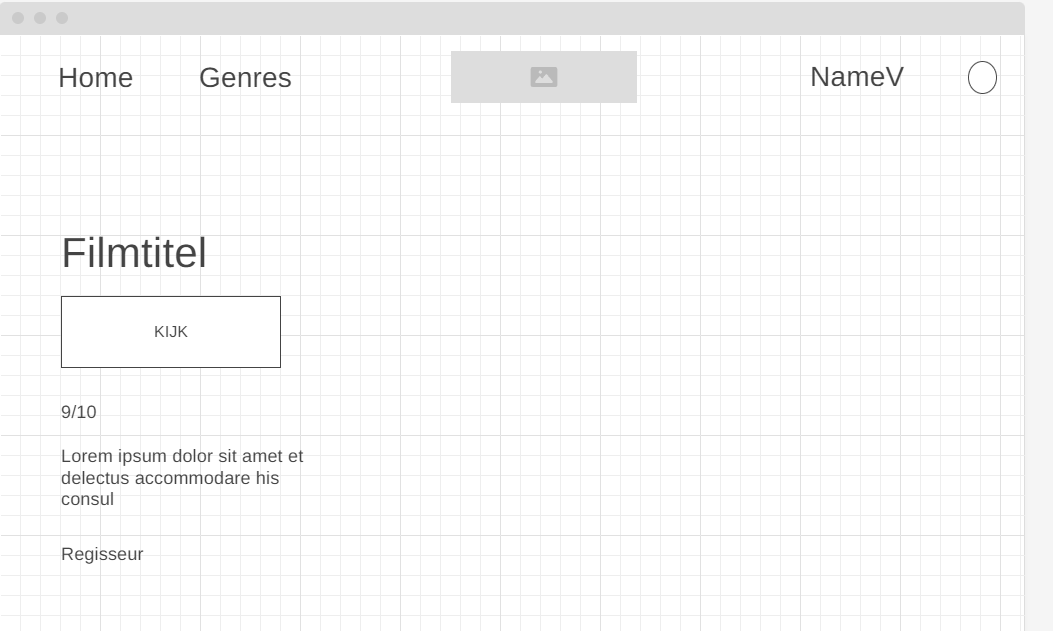 Home Genres NameV
Filmtitel
KIJK
9/10
Lorem ipsum dolor sit amet et
delectus accommodare his
consul
Regisseur